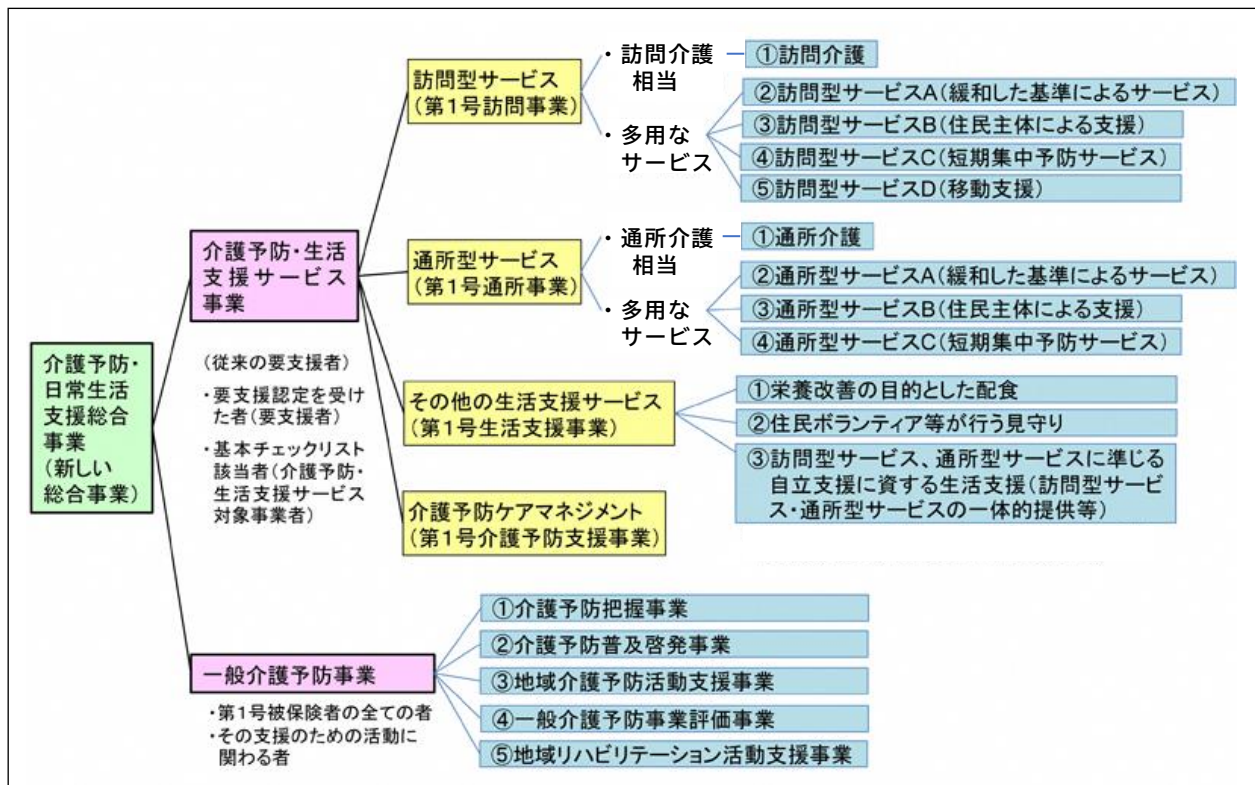 介護予防・
日常生活
支援総合
事業
(新しい
総合事業)
介護予防・生活
支援サービス
事業
(従来の要支援者)
・要支援認定を受け
た者(要支援者)
・基本チェックリスト
該当者(介護予防・
生活支援サービス
対象事業者)
訪問型サービス
(第1号訪問事業)
・訪問介護
相当
①訪問介護
・多用な
サービス
②訪問型サービスA(緩和した基準によるサービス)
③訪問型サービスB(住民主体による支援)
④訪問型サービスC(短期集中予防サービス)
⑤訪問型サービスD(移動支援)
通所型サービス
(第1号通所事業)
・通所介護
相当
①通所介護
・多用な
サービス
②通所型サービスA(緩和した基準によるサービス)
③通所型サービスB(住民主体による支援)
④通所型サービスC(短期集中予防サービス)
その他の生活支援サービス
(第1号生活支援事業)
①栄養改善の目的とした配食
②住民ボランティア等が行う見守り
③訪問型サービス、通所型サービスに準じる
自立支援に資する生活支援(訪問型サービ
ス・通所型サービスの一体的提供等)
介護予防ケアマネジメント
(第1号介護予防支援事業)
一般介護予防事業
・第1号被保険者の全ての者
・その支援のための活動に
関わる者
①介護予防把握事業
②介護予防普及啓発事業
③地域介護予防活動支援事業
④一般介護予防事業評価事業
⑤地域リハビリテーション活動支援事業